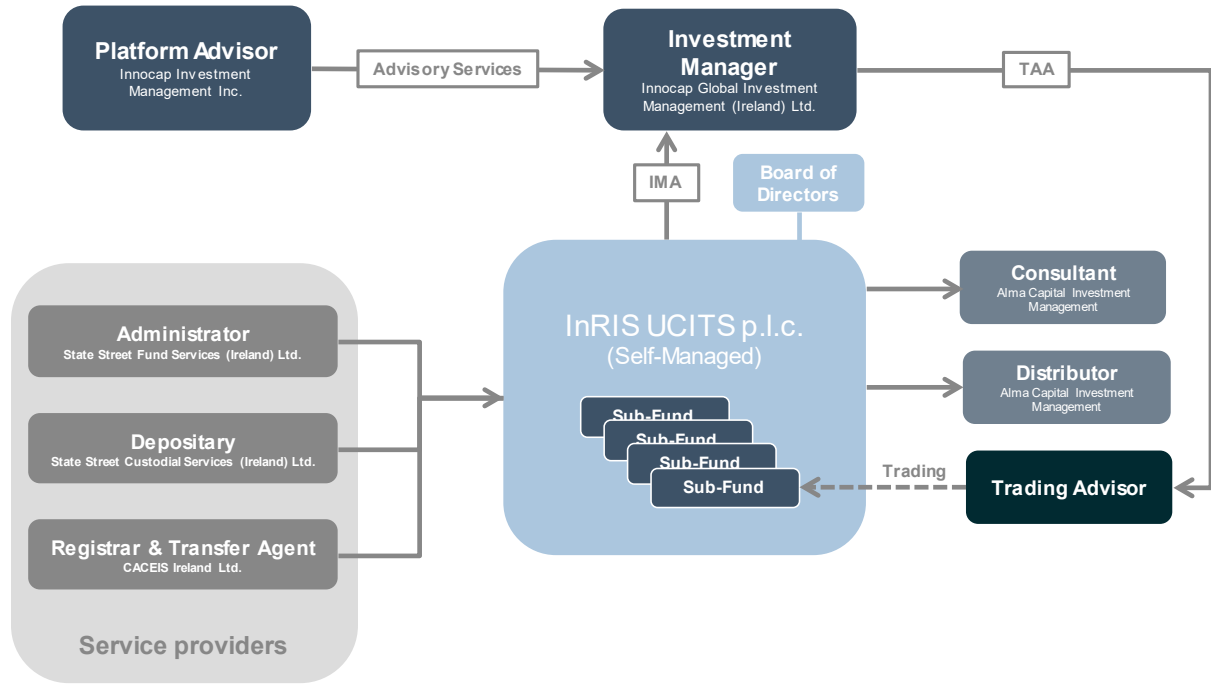 Platform Advisor
Innocap Investment
Management Inc.
Advisory Services
Investment
Manager
Innocap Global Investment
Management (Ireland) Ltd.
TAA
IMA
Board of
Directors
InRIS UCITS p.l.c.
(Self-Managed)
Sub-Fund
Sub-Fund
Sub-Fund
Sub-Fund
Consultant
Alma Capital Investment
Management
Distributor
Alma Capital Investment
Management
Trading
Trading Advisor
Administrator
State Street Fund Services (Ireland) Ltd.
Depositary
State Street Custodial Services (Ireland) Ltd.
Registrar & Transfer Agent
CACEIS Ireland Ltd.
Service providers